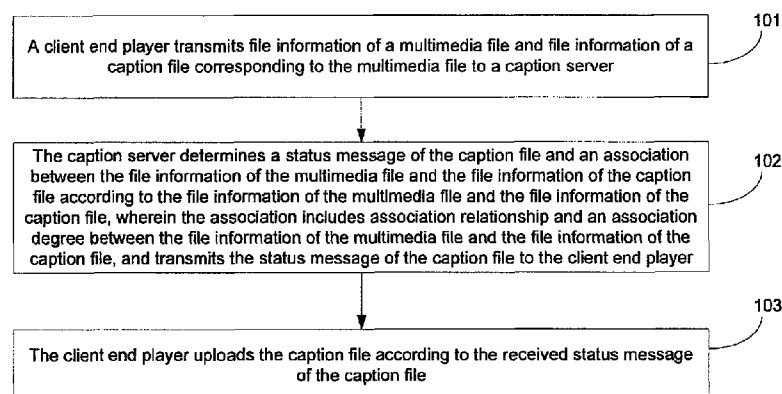 101
A client end player transmits file information of a multimedia file and file information of a
caption file corresponding to the multimedia file to a caption server
The caption server determines a status message of the caption file and an association
between the file information of the multimedia file and the file information of the caption
file according to the file information of the multimedia file and the file information of the
caption file, wherein the association includes association relationship and an association
degree between the file information of the multimedia file and the file information of the
caption file, and transmits the status message of the caption file to the client end player
102
103
The client end player uploads the caption file according to the received status message
of the caption file